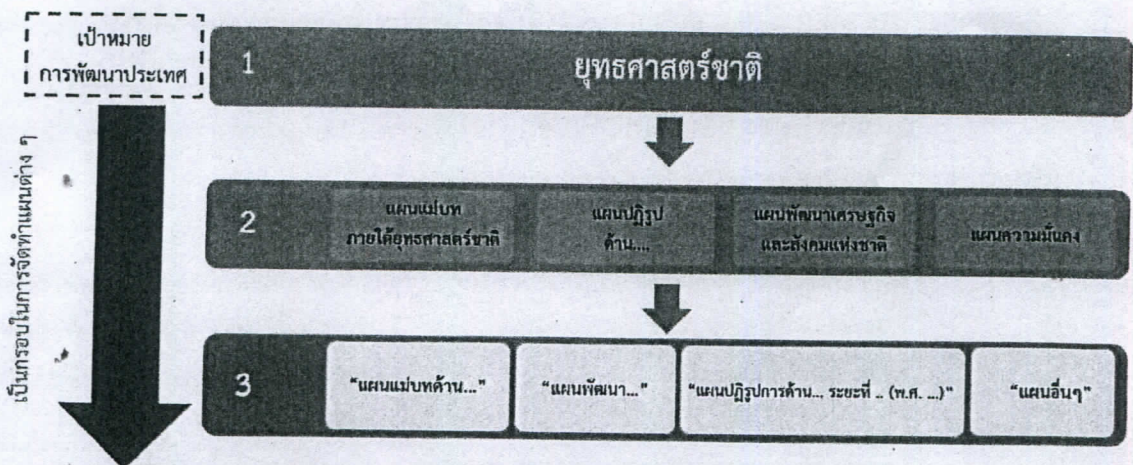 เป้าหมาย
การพัฒนาประเทศ
1
ยุทธศาสตร์ชาติ
เป็นกรอบในการจัดทำแผนต่าง ๆ
2
แผนแม่บท
ภายใต้ยุทธศาสตร์ชาติ
แผนปฏิรูป
ด้าน....
แผนพัฒนาเศรษฐกิจ
และสังคมแห่งชาติ
แผนความมั่นคง
3
"แผนแม่บทด้าน..."
"แผนพัฒนา..."
"แผนปฏิรูปการด้าน... ระยะที่ .. (พ.ศ. ...)"
"แผนอื่นๆ"